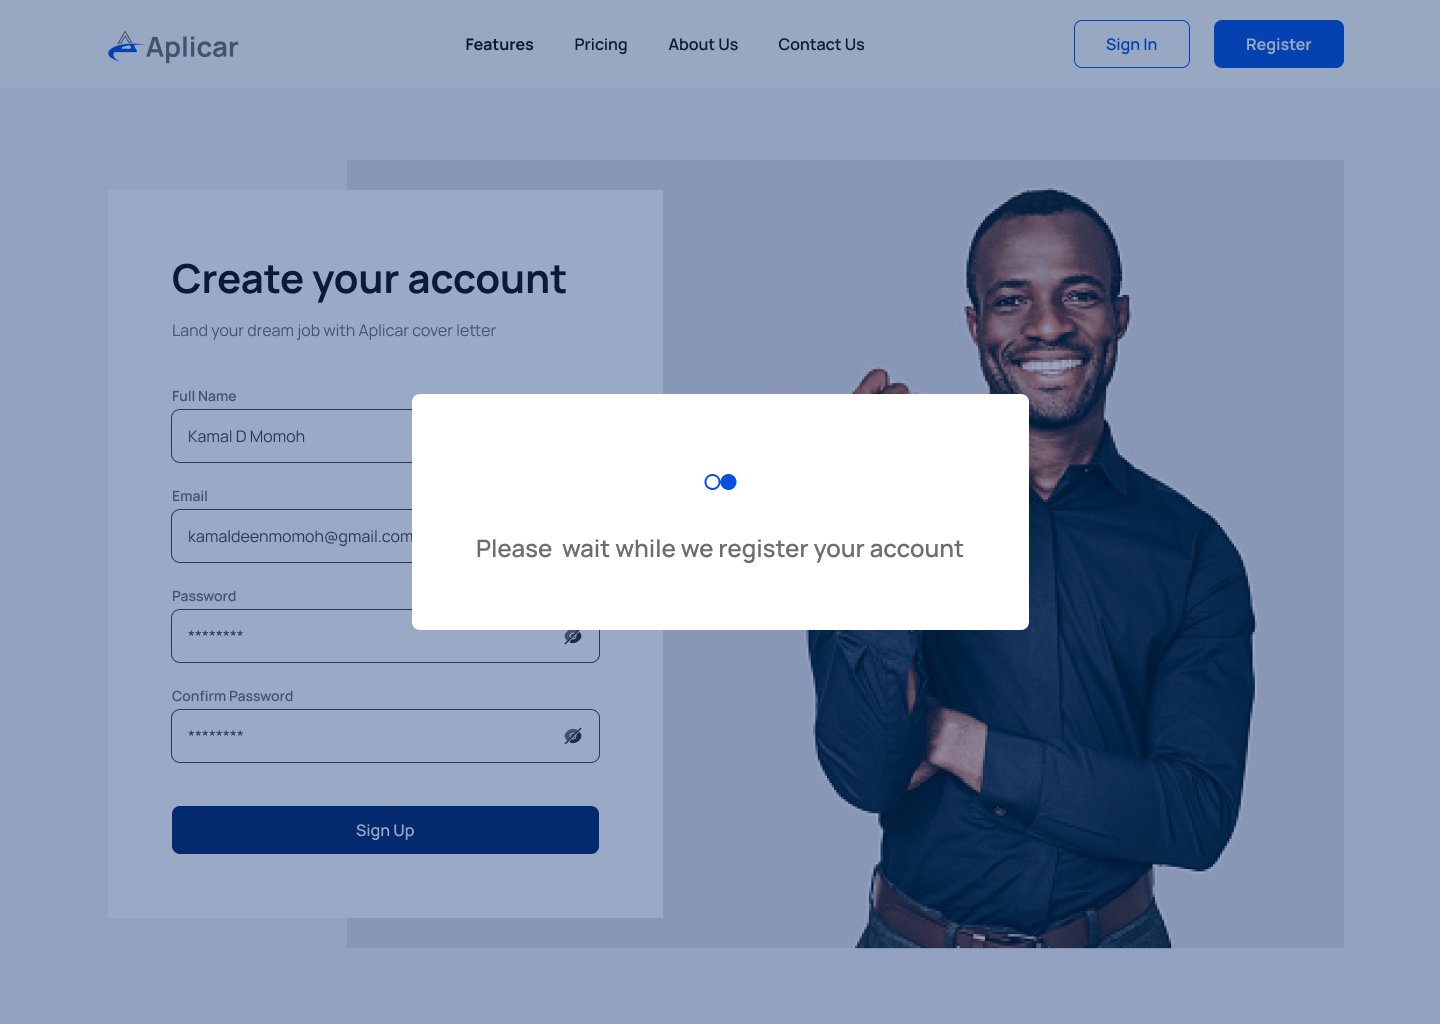 Aplicar
Features
Pricing
About Us
Contact Us
Sign In
Register
Create your account
Land your dream job with Aplicar cover letter
Full Name
Kamal D Momoh
Email
kamaldeenmomoh@gmail.com
Please  wait while we register your account
Password
********
Confirm Password
********
Sign Up